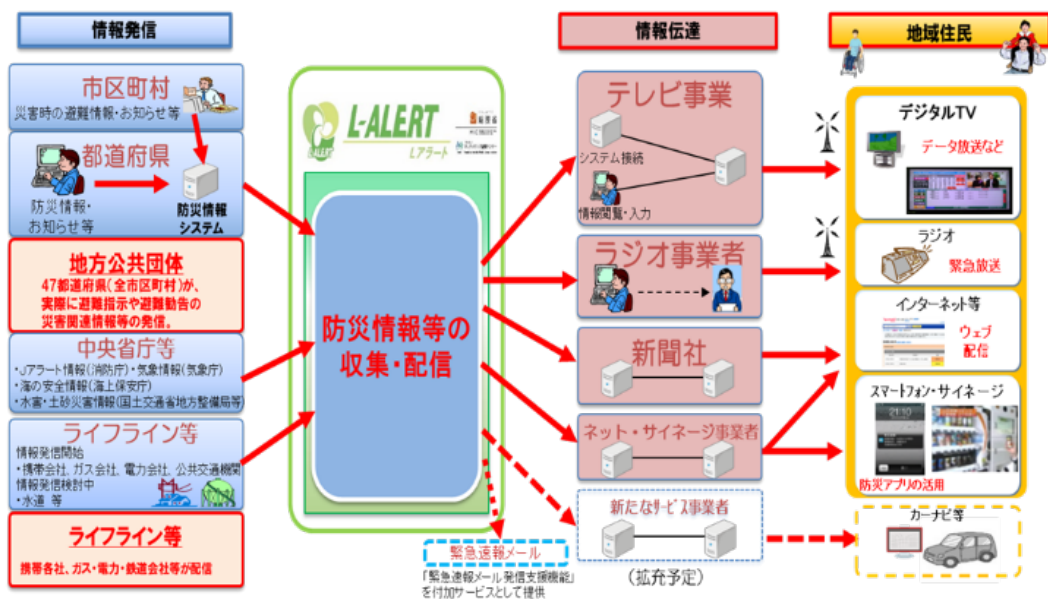 情報発信
市区町村
災害時の避難情報・お知らせ等
都道府県
防災情報・
お知らせ等
防災情報
システム
地方公共団体
47都道府県(全市区町村)が、
実際に避難指示や避難勧告の
災害関連情報等の発信。
中央省庁等
・Jアラート情報(消防庁)・気象情報(気象庁)
・海の安全情報(海上保安庁)
・水害・土砂災害情報(国土交通省地方整備局等)
ライフライン等
情報発信開始
・携帯会社、ガス会社、電力会社、公共交通機関
情報発信検討中
・水道 等
ライフライン等
携帯各社、ガス・電力・鉄道会社等が配信
L-ALERT
Lアラート
L-ALERT
防災情報等の
収集・配信
緊急速報メール
「緊急速報メール発信支援機能」
を付加サービスとして提供
情報伝達
テレビ事業
システム接続
情報閲覧・入力
ラジオ事業者
新聞社
ネット・サイネージ事業者
新たなサービス事業者
(拡充予定)
地域住民
デジタルTV
データ放送など
ラジオ
緊急放送
インターネット等
ウェブ
配信
スマートフォン・サイネージ
21:10
防災アプリの活用
カーナビ等